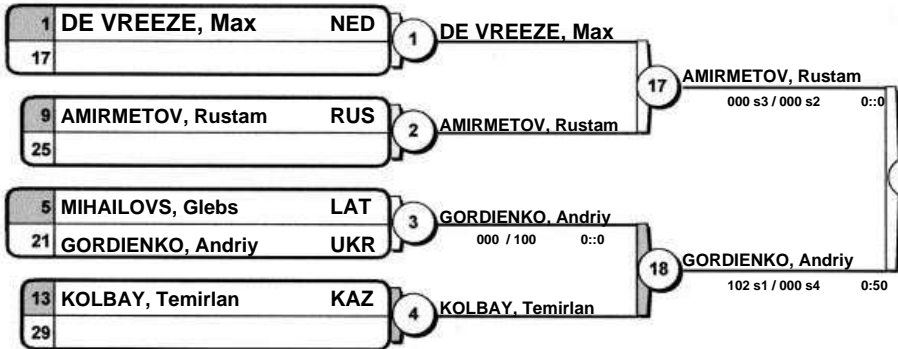 1 DE VREEZE, Max NED
17
1
DE VREEZE, Max
9 AMIRMETOV, Rustam RUS
25
2
AMIRMETOV, Rustam
17
AMIRMETOV, Rustam
000 s3 / 000 s2 0::0
5 MIHAILOVS, Glebs LAT
21 GORDIENKO, Andriy UKR
3
GORDIENKO, Andriy
000 / 100 0::0
13 KOLBAY, Temirlan KAZ
29
4
KOLBAY, Temirlan
18
GORDIENKO, Andriy
102 s1 / 000 s4 0:50